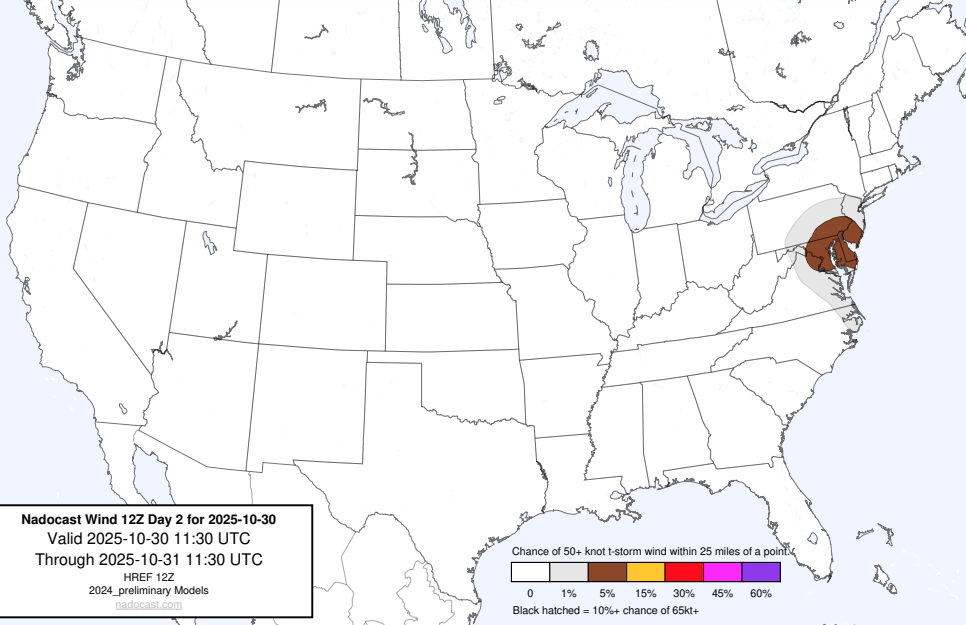 Nadocast Wind 12Z Day 2 for 2025-10-30
Valid 2025-10-30 11:30 UTC
Through 2025-10-31 11:30 UTC
HREF 12Z
2024_preliminary Models
nadocast.com
Chance of 50+ knot t-storm wind within 25 miles of a point.
0 1% 5% 15% 30% 45% 60%
Black hatched = 10%+ chance of 65kt+